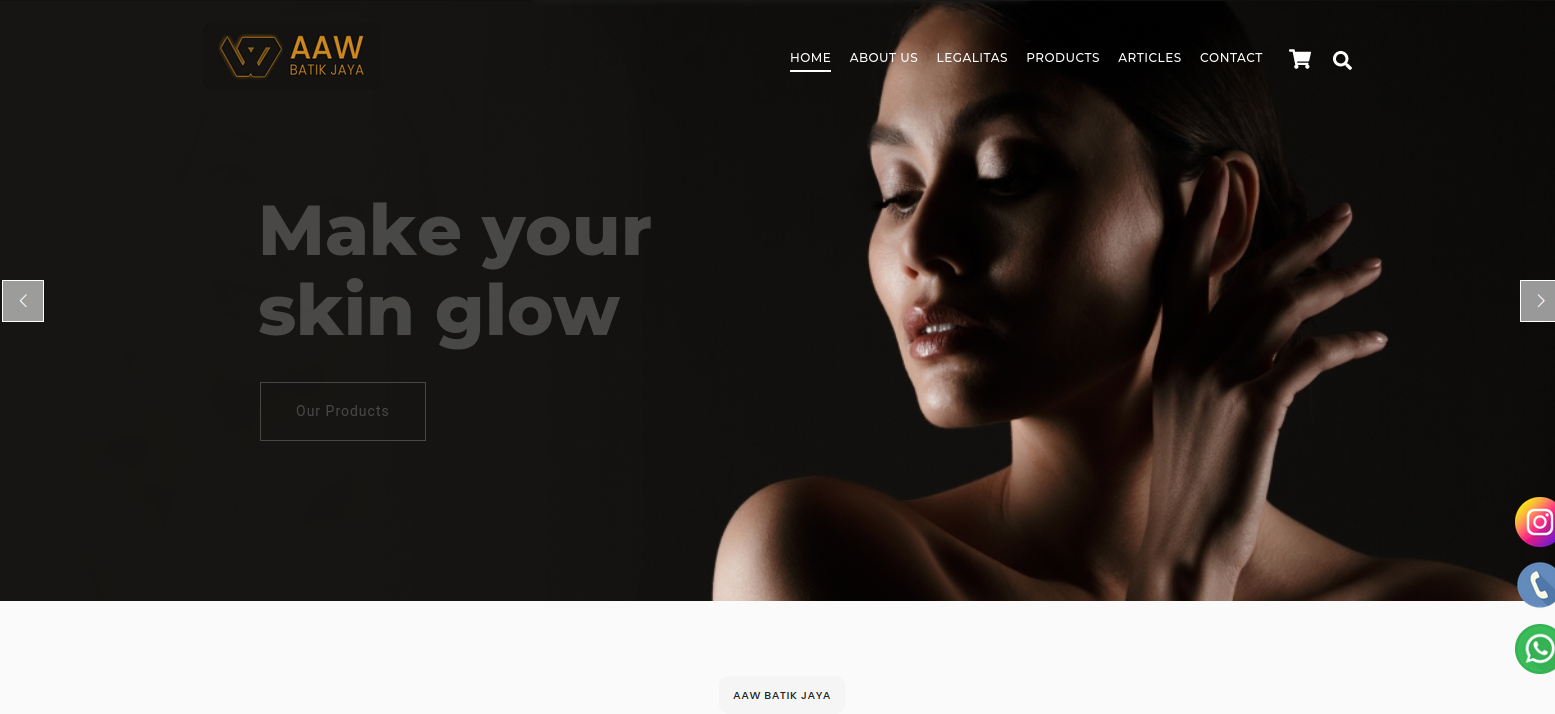 AAW
BATIK JAYA
HOME ABOUT US LEGALITAS PRODUCTS ARTICLES CONTACT
Make your
skin glow
Our Products
AAW BATIK JAYA